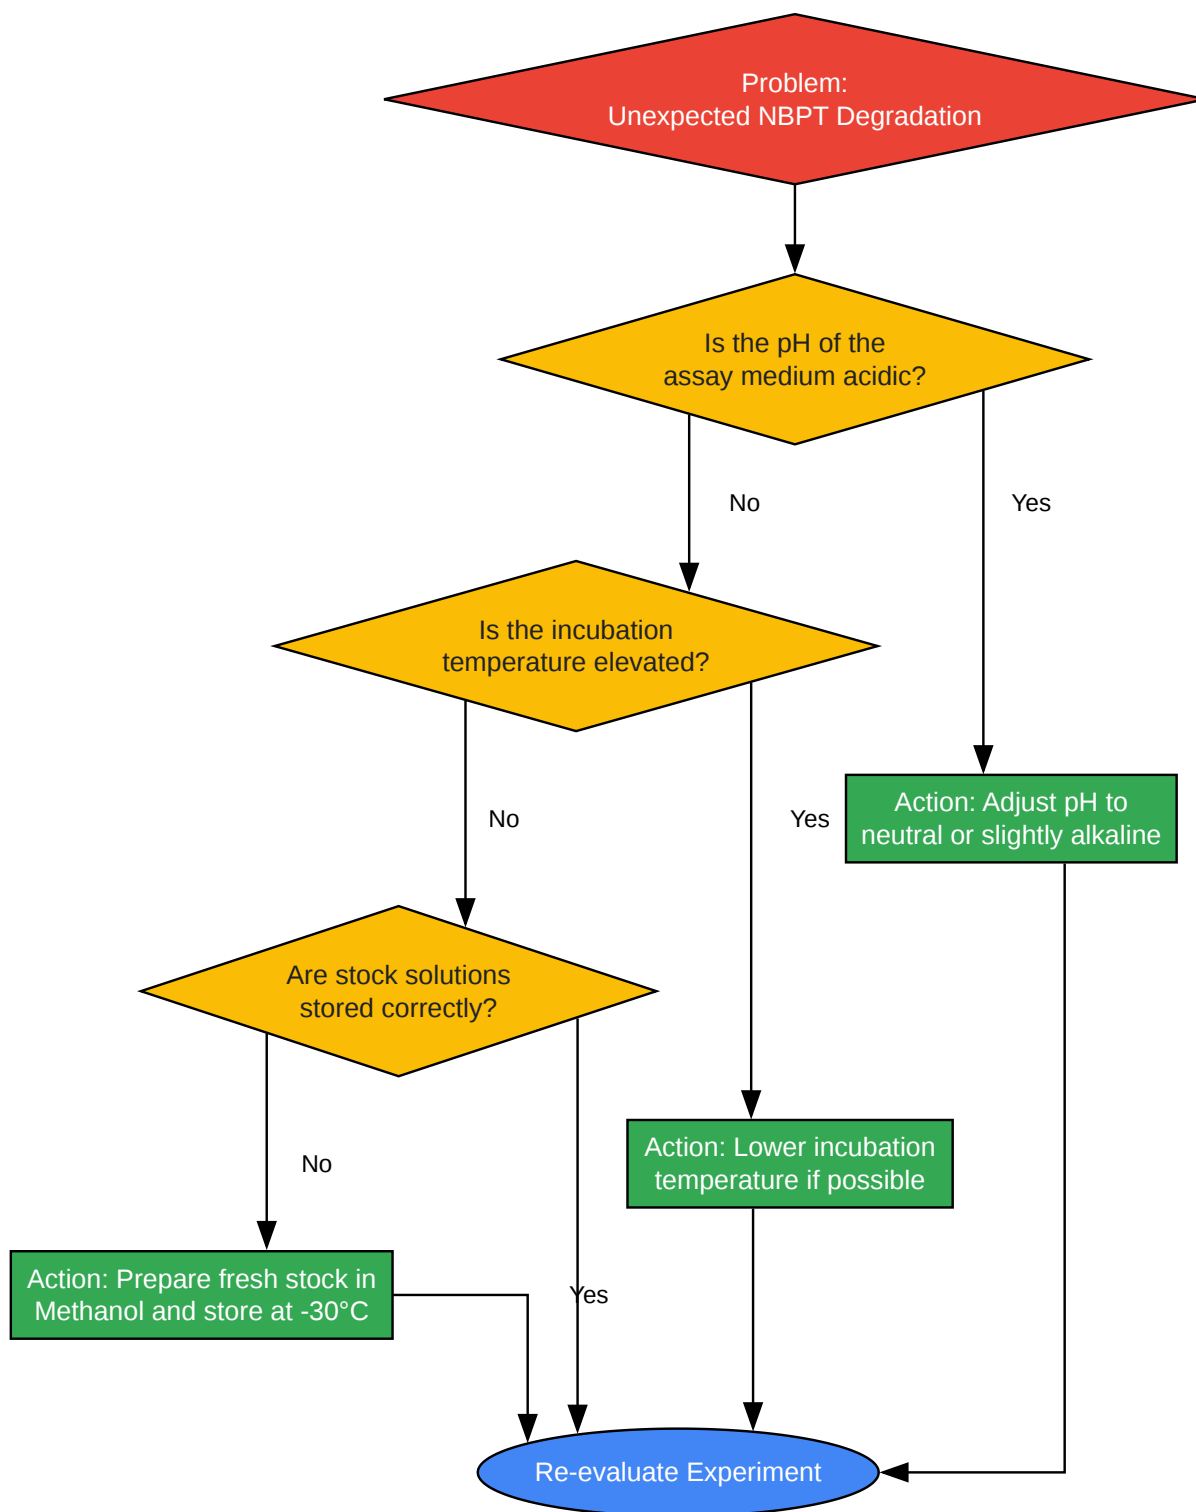 Problem:
Unexpected NBPT Degradation
Is the pH of the
assay medium acidic?
No
Yes
Is the incubation
temperature elevated?
Action: Adjust pH to
neutral or slightly alkaline
No
Yes
Are stock solutions
stored correctly?
Action: Lower incubation
temperature if possible
No
Action: Prepare fresh stock in
Methanol and store at -30°C
Yes
Re-evaluate Experiment